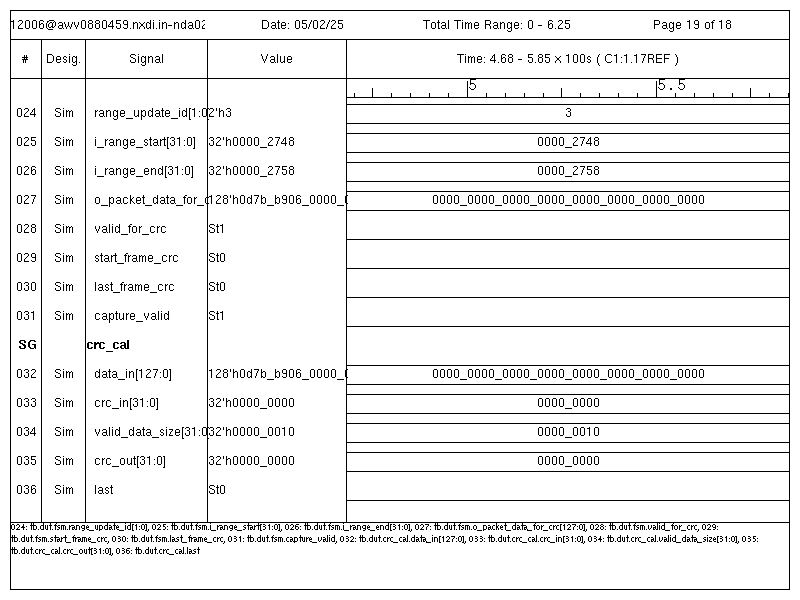 12006@awv0880459.nxdi.in-nda02 Date: 05/02/25 Total Time Range: 0 - 6.25 Page 19 of 18
# Desig. Signal Value Time: 4.68 - 5.85 x 100s ( C1:1.17REF )
5 5.5
024 Sim range_update_id[1:0 2'h3 3
025 Sim i_range_start[31:0] 32'h0000_2748 0000_2748
026 Sim i_range_end[31:0] 32'h0000_2758 0000_2758
027 Sim o_packet_data_for_c 128'h0d7b_b906_0000_0 0000_0000_0000_0000_0000_0000_0000_0000
028 Sim valid_for_crc St1
029 Sim start_frame_crc St0
030 Sim last_frame_crc St0
031 Sim capture_valid St1
SG crc_cal
032 Sim data_in[127:0] 128'h0d7b_b906_0000_0 0000_0000_0000_0000_0000_0000_0000_0000
033 Sim crc_in[31:0] 32'h0000_0000 0000_0000
034 Sim valid_data_size[31:0 32'h0000_0010 0000_0010
035 Sim crc_out[31:0] 32'h0000_0000 0000_0000
036 Sim last St0
024: tb.dut.fsm.range_update_id[1:0], 025: tb.dut.fsm.i_range_start[31:0], 026: tb.dut.fsm.i_range_end[31:0], 027: tb.dut.fsm.o_packet_data_for_crc[127:0], 028: tb.dut.fsm.valid_for_crc, 029:
tb.dut.fsm.start_frame_crc, 030: tb.dut.fsm.last_frame_crc, 031: tb.dut.fsm.capture_valid, 032: tb.dut.crc_cal.data_in[127:0], 033: tb.dut.crc_cal.crc_in[31:0], 034: tb.dut.crc_cal.valid_data_size[31:0], 035:
tb.dut.crc_cal.crc_out[31:0], 036: tb.dut.crc_cal.last